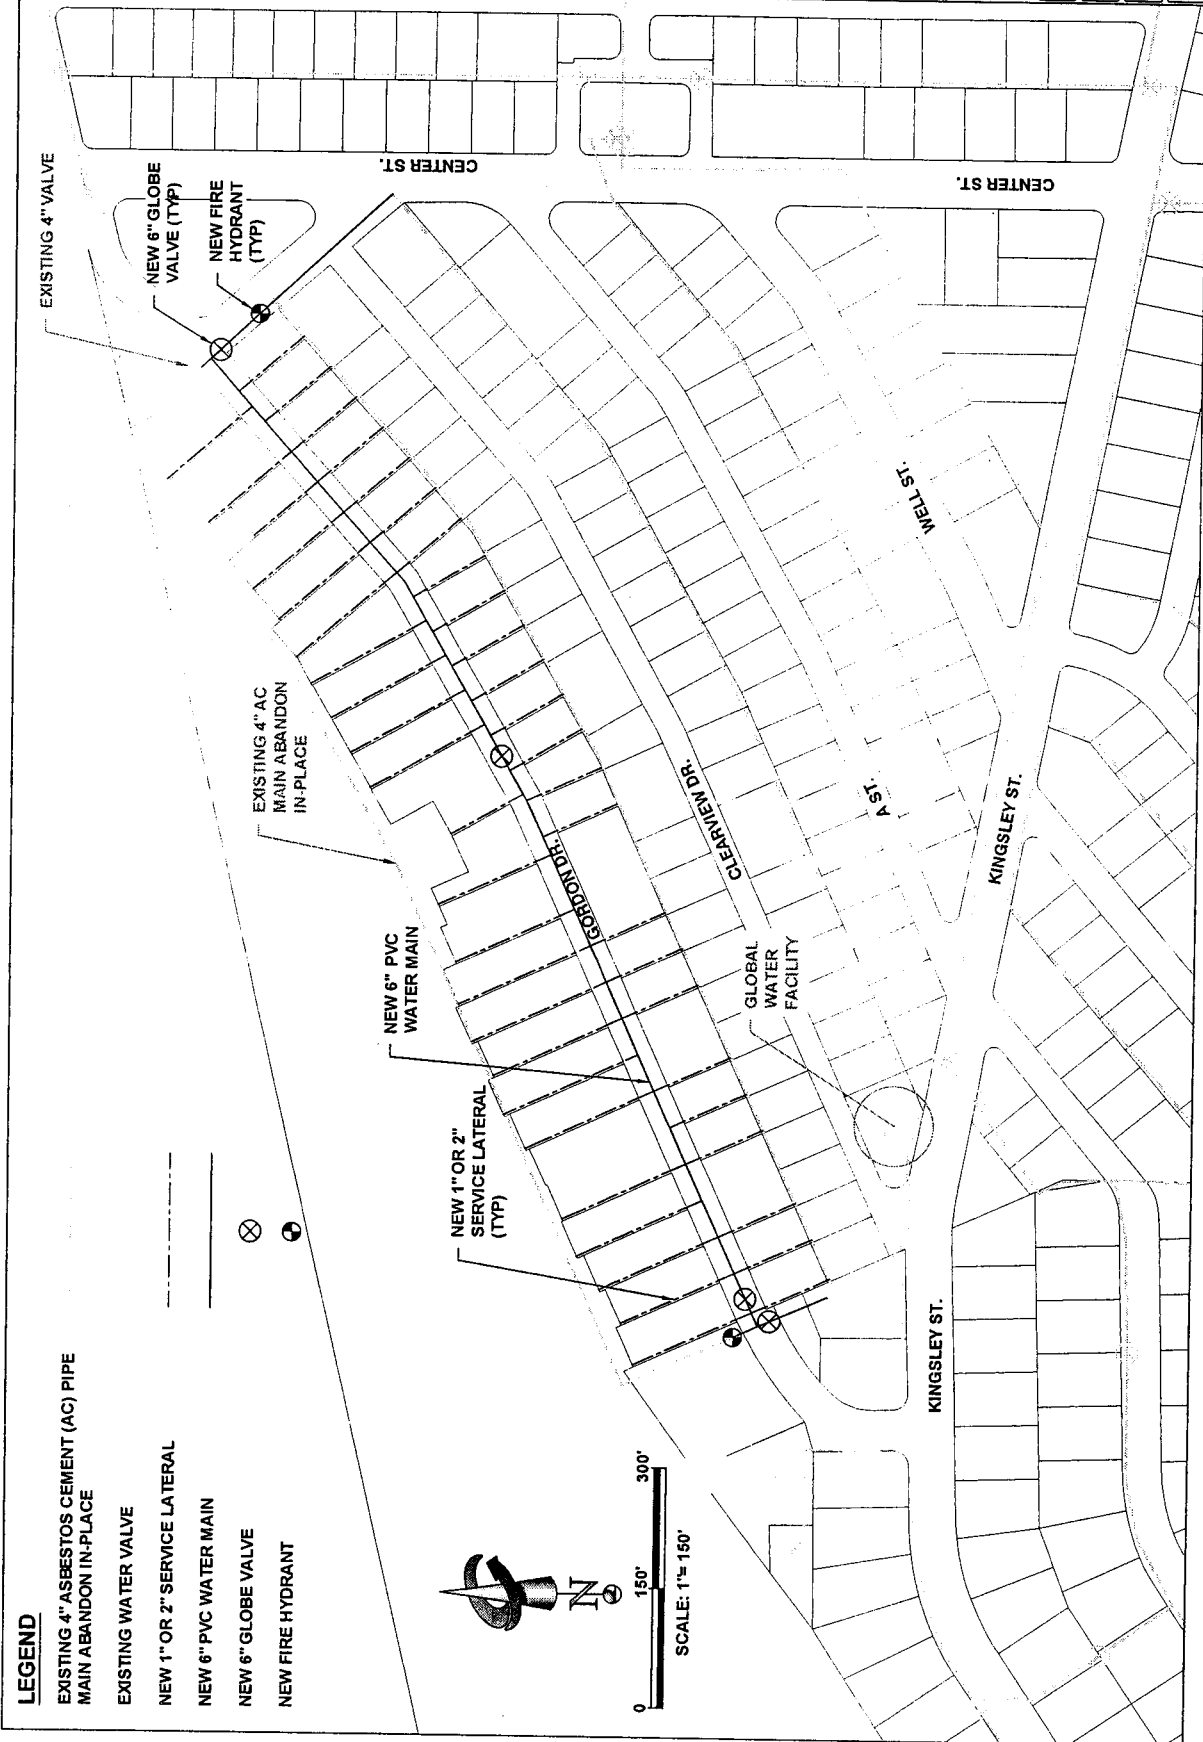 LEGEND
EXISTING 4" ASBESTOS CEMENT (AC) PIPE
MAIN ABANDON IN-PLACE
EXISTING WATER VALVE
NEW 1" OR 2" SERVICE LATERAL
NEW 6" PVC WATER MAIN
NEW 6" GLOBE VALVE
NEW FIRE HYDRANT
EXISTING 4" VALVE
NEW 6" GLOBE
VALVE (TYP)
NEW FIRE
HYDRANT
(TYP)
EXISTING 4" AC
MAIN ABANDON
IN-PLACE
NEW 6" PVC
WATER MAIN
NEW 1" OR 2"
SERVICE LATERAL
(TYP)
GLOBAL
WATER
FACILITY
CENTER ST.
CENTER ST.
GORDON DR.
CLEARVIEW DR.
WELL ST.
A ST.
KINGSLEY ST.
KINGSLEY ST.
N
0 150' 300'
SCALE: 1"= 150'